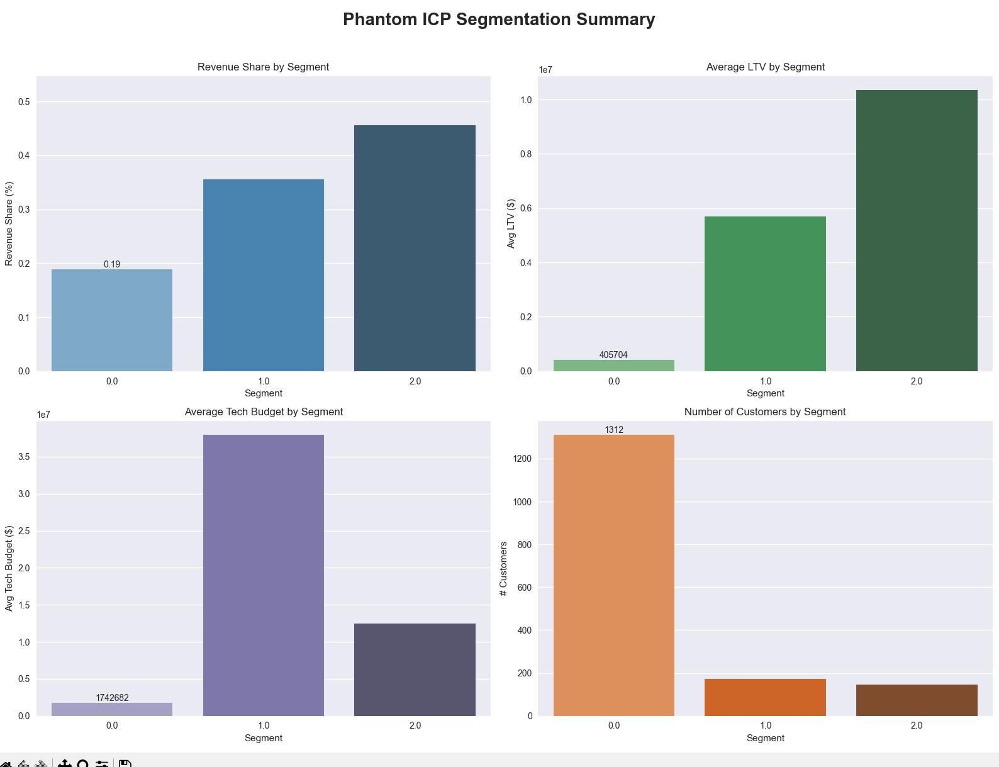 Phantom ICP Segmentation Summary
Revenue Share by Segment
0.5
0.4
0.3
0.2
0.1
0.0
Revenue Share (%)
0.19
0.0 1.0 2.0
Segment
Average LTV by Segment
1e7
1.0
0.8
0.6
0.4
0.2
0.0
Avg LTV ($)
405704
0.0 1.0 2.0
Segment
Average Tech Budget by Segment
1e7
3.5
3.0
2.5
2.0
1.5
1.0
0.5
0.0
Avg Tech Budget ($)
1742682
0.0 1.0 2.0
Segment
Number of Customers by Segment
1200
1000
800
600
400
200
0
# Customers
1312
0.0 1.0 2.0
Segment